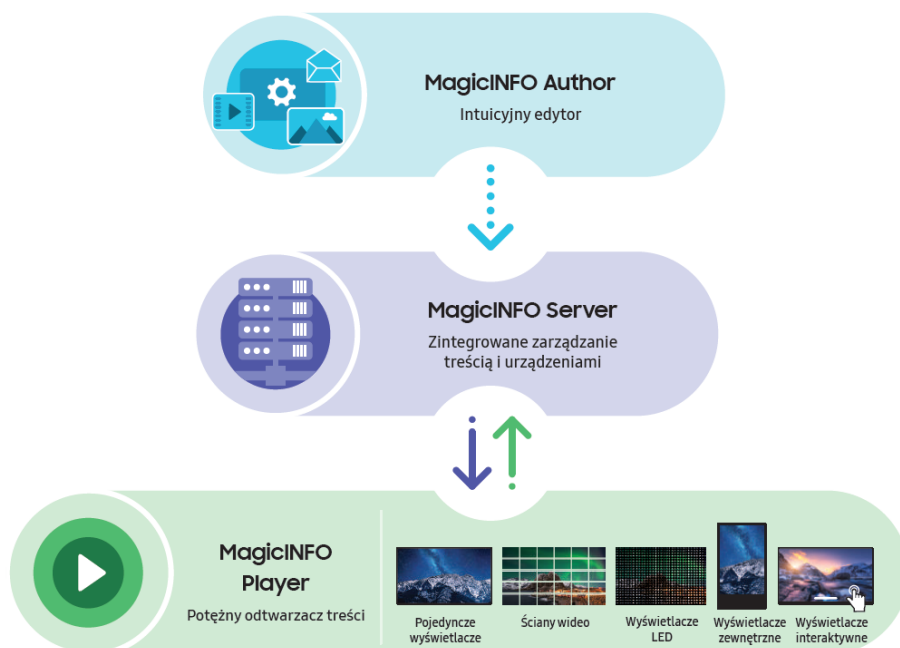 MagicINFO Author
Intuicyjny edytor
MagicINFO Server
Zintegrowane zarządzanie
treścią i urządzeniami
MagicINFO
Player
Potężny odtwarzacz treści
Pojedyncze
wyświetlacze
Ściany wideo
Wyświetlacze
LED
Wyświetlacze
zewnętrzne
Wyświetlacze
interaktywne